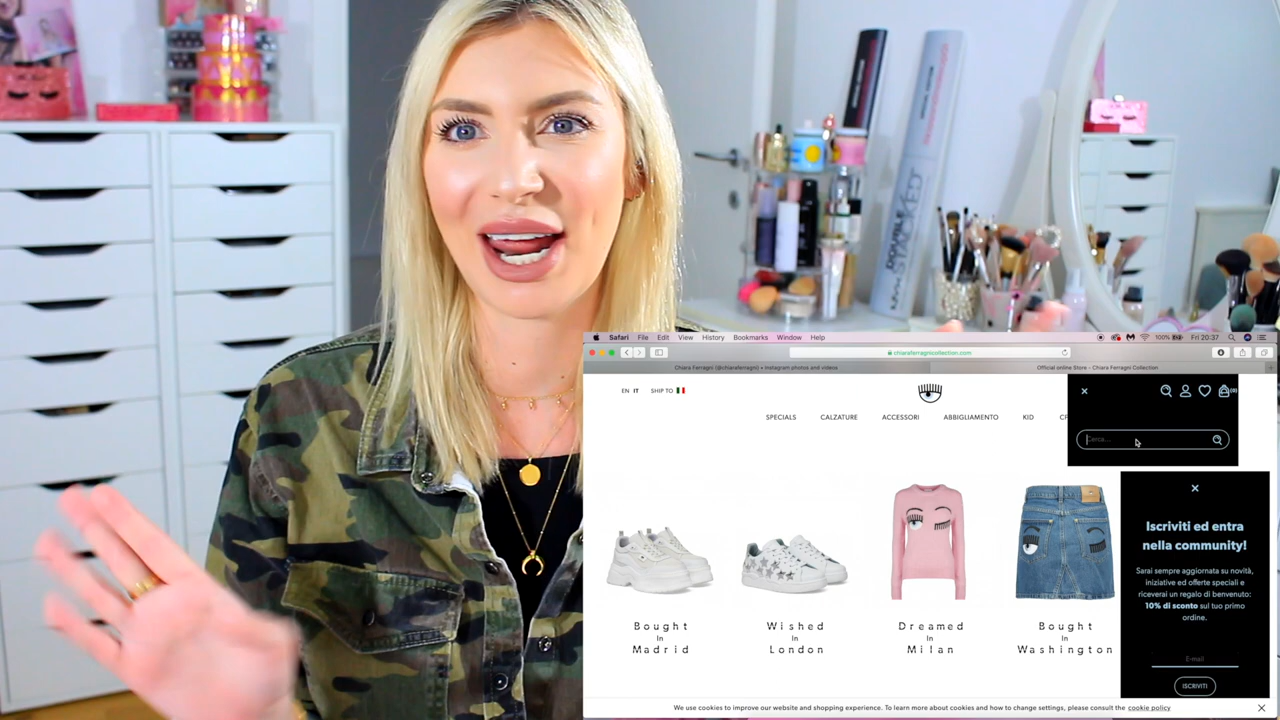 DOUBLE
STACKED
Safari File Edit View History Bookmarks Window Help
100% Fri 20:37
chiaraferragnicollection.com
Chiara Ferragni (@chiaraferragni) • Instagram photos and videos
Official online Store - Chiara Ferragni Collection
EN IT SHIP TO
SPECIALS CALZATURE ACCESSORI ABBIGLIAMENTO KID
(0)
Cerca...
Bought
In
Madrid
Wished
In
London
Dreamed
In
Milan
Bought
In
Washington
Iscriviti ed entra
nella community!
Sarai sempre aggiornata su novità,
iniziative ed offerte speciali e
riceverai un regalo di benvenuto:
10% di sconto sul tuo primo
ordine.
E-mail
ISCRIVITI
We use cookies to improve our website and shopping experience. To learn more about cookies and how to change settings, please consult the cookie policy